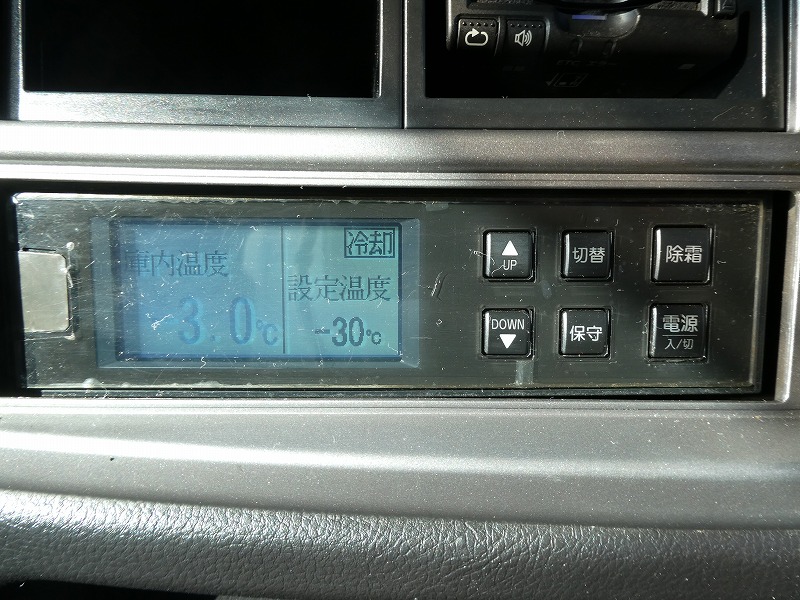 冷却
車内温度
設定温度
-3.0℃
-30℃
▲
UP
切替
除霜
DOWN
▼
保守
電源
入/切